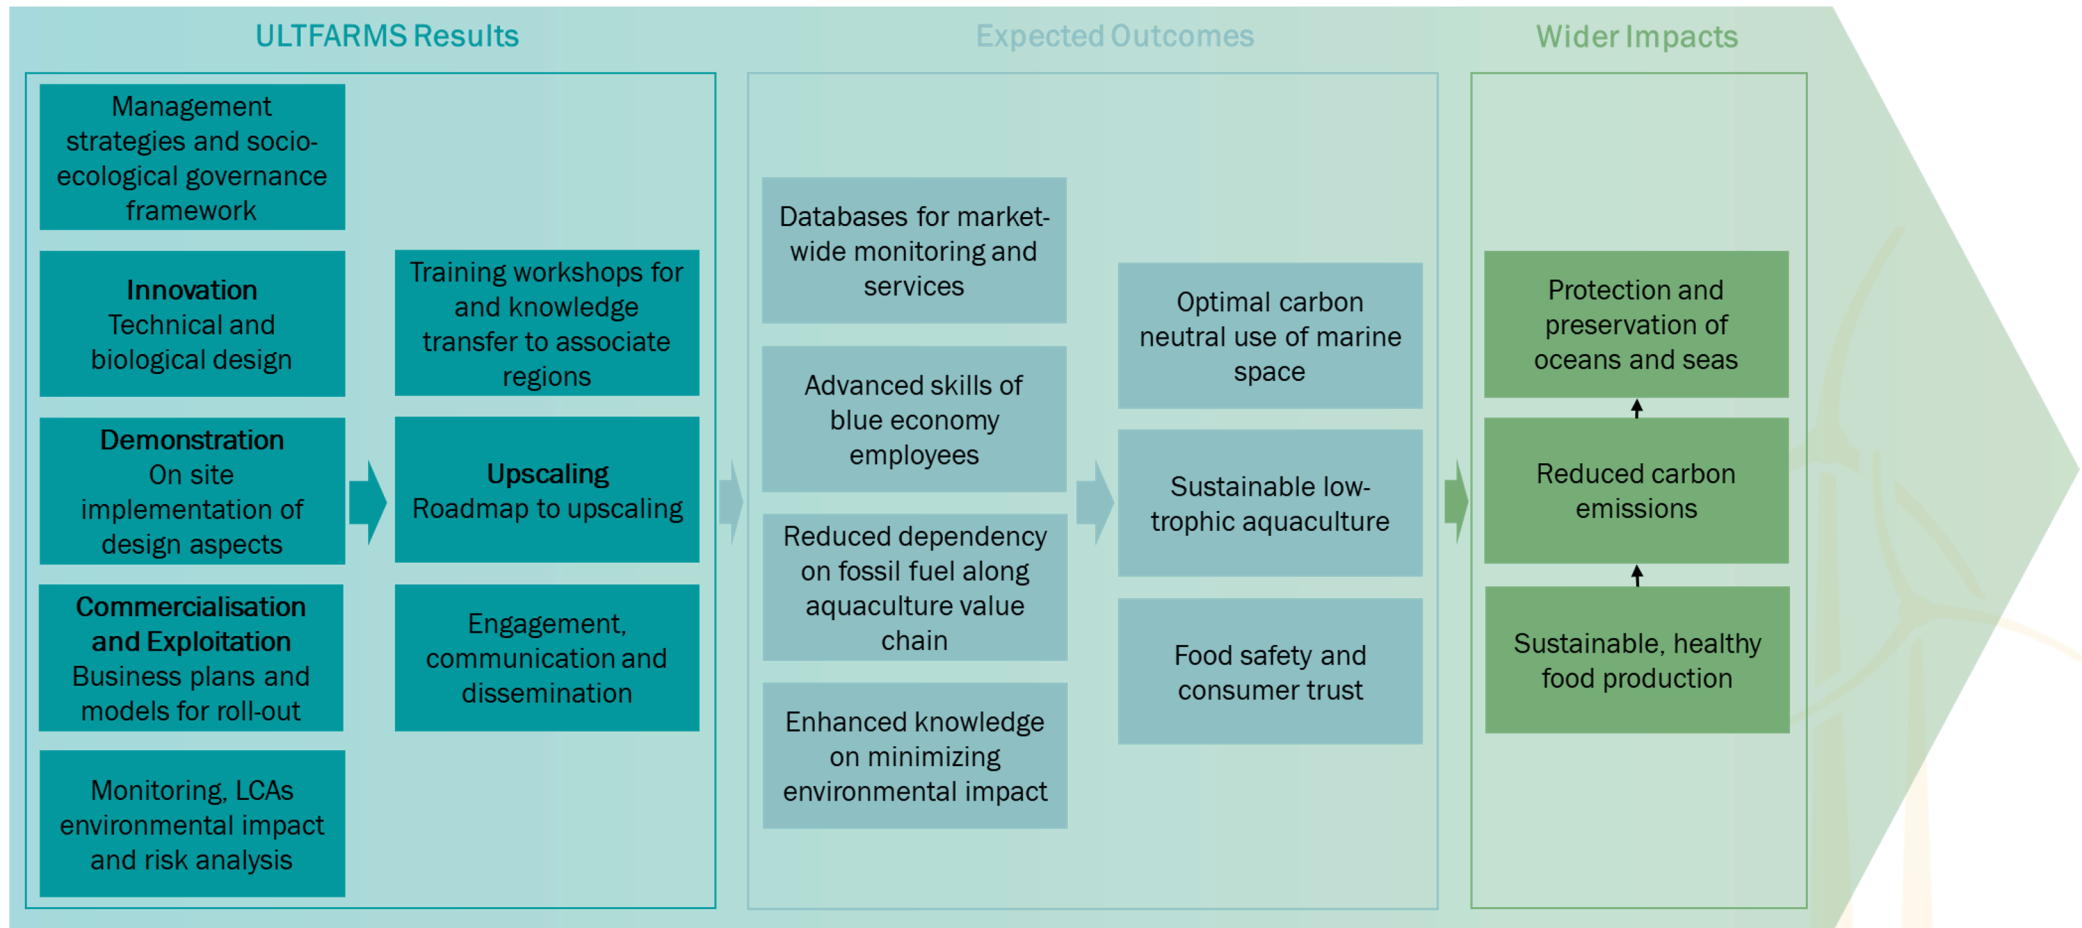 ULTFARMS Results
Management
strategies and socio-
ecological governance
framework
Innovation
Technical and
biological design
Demonstration
On site
implementation of
design aspects
Commercialisation
and Exploitation
Business plans and
models for roll-out
Monitoring, LCAs
environmental impact
and risk analysis
Training workshops for
and knowledge
transfer to associate
regions
Upscaling
Roadmap to upscaling
Engagement,
communication and
dissemination
Expected Outcomes
Databases for market-
wide monitoring and
services
Advanced skills of
blue economy
employees
Reduced dependency
on fossil fuel along
aquaculture value
chain
Enhanced knowledge
on minimizing
environmental impact
Optimal carbon
neutral use of marine
space
Sustainable low-
trophic aquaculture
Food safety and
consumer trust
Wider Impacts
Protection and
preservation of
oceans and seas
Reduced carbon
emissions
Sustainable, healthy
food production